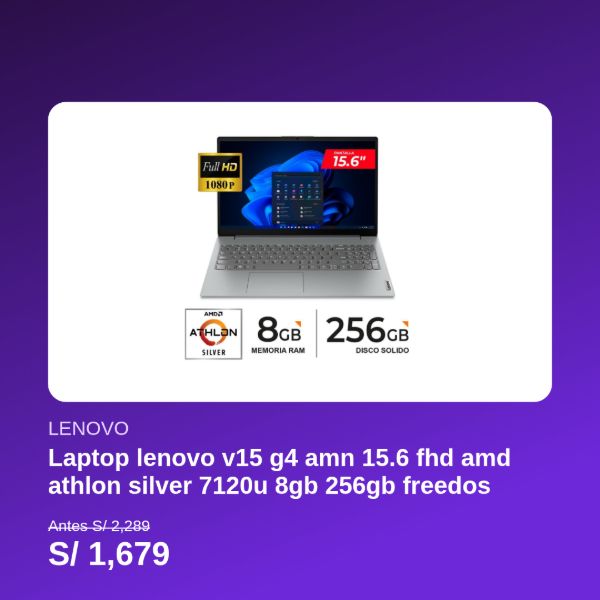 PANTALLA
15.6"
Full HD
1080P
Lenovo
AMD
ATHLON
SILVER
8GB
MEMORIA RAM
256GB
DISCO SOLIDO
LENOVO
Laptop lenovo v15 g4 amn 15.6 fhd amd
athlon silver 7120u 8gb 256gb freedos
Antes S/ 2,289
S/ 1,679